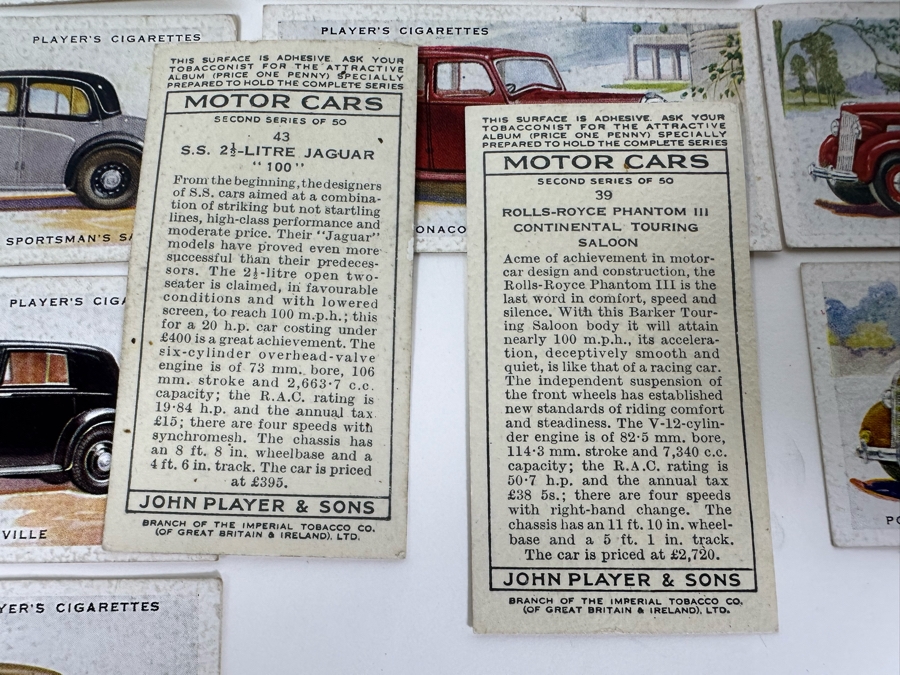 PLAYER'S CIGARETTES
SPORTSMAN'S SA
PLAYER'S CIGARETTES
ONACO
PLAYER'S CIGA
VILLE
YER'S CIGARETTES
THIS SURFACE IS ADHESIVE. ASK YOUR
TOBACCONIST FOR THE ATTRACTIVE
ALBUM (PRICE ONE PENNY) SPECIALLY
PREPARED TO HOLD THE COMPLETE SERIES
MOTOR CARS
SECOND SERIES OF 50
43
S.S. 2½-LITRE JAGUAR
"100"
From the beginning, the designers
of S.S. cars aimed at a combina-
tion of striking but not startling
lines, high-class performance and
moderate price. Their "Jaguar"
models have proved even more
successful than their predeces-
sors. The 2½-litre open two-
seater is claimed, in favourable
conditions and with lowered
screen, to reach 100 m.p.h.; this
for a 20 h.p. car costing under
£400 is a great achievement. The
six-cylinder overhead-valve
engine is of 73 mm. bore, 106
mm. stroke and 2,663·7 c.c.
capacity; the R.A.C. rating is
19·84 h.p. and the annual tax
£15; there are four speeds with
synchromesh. The chassis has
an 8 ft. 8 in. wheelbase and a
4 ft. 6 in. track. The car is priced
at £395.
JOHN PLAYER & SONS
BRANCH OF THE IMPERIAL TOBACCO CO.
(OF GREAT BRITAIN & IRELAND), LTD.
THIS SURFACE IS ADHESIVE. ASK YOUR
TOBACCONIST FOR THE ATTRACTIVE
ALBUM (PRICE ONE PENNY) SPECIALLY
PREPARED TO HOLD THE COMPLETE SERIES
MOTOR CARS
SECOND SERIES OF 50
39
ROLLS-ROYCE PHANTOM III
CONTINENTAL TOURING
SALOON
Acme of achievement in motor-
car design and construction, the
Rolls-Royce Phantom III is the
last word in comfort, speed and
silence. With this Barker Tour-
ing Saloon body it will attain
nearly 100 m.p.h., its accelera-
tion, deceptively smooth and
quiet, is like that of a racing car.
The independent suspension of
the front wheels has established
new standards of riding comfort
and steadiness. The V-12-cylin-
der engine is of 82·5 mm. bore,
114·3 mm. stroke and 7,340 c.c.
capacity; the R.A.C. rating is
50·7 h.p. and the annual tax
£38 5s.; there are four speeds
with right-hand change. The
chassis has an 11 ft. 10 in. wheel-
base and a 5 ft. 1 in. track.
The car is priced at £2,720.
JOHN PLAYER & SONS
BRANCH OF THE IMPERIAL TOBACCO CO.
(OF GREAT BRITAIN & IRELAND), LTD.